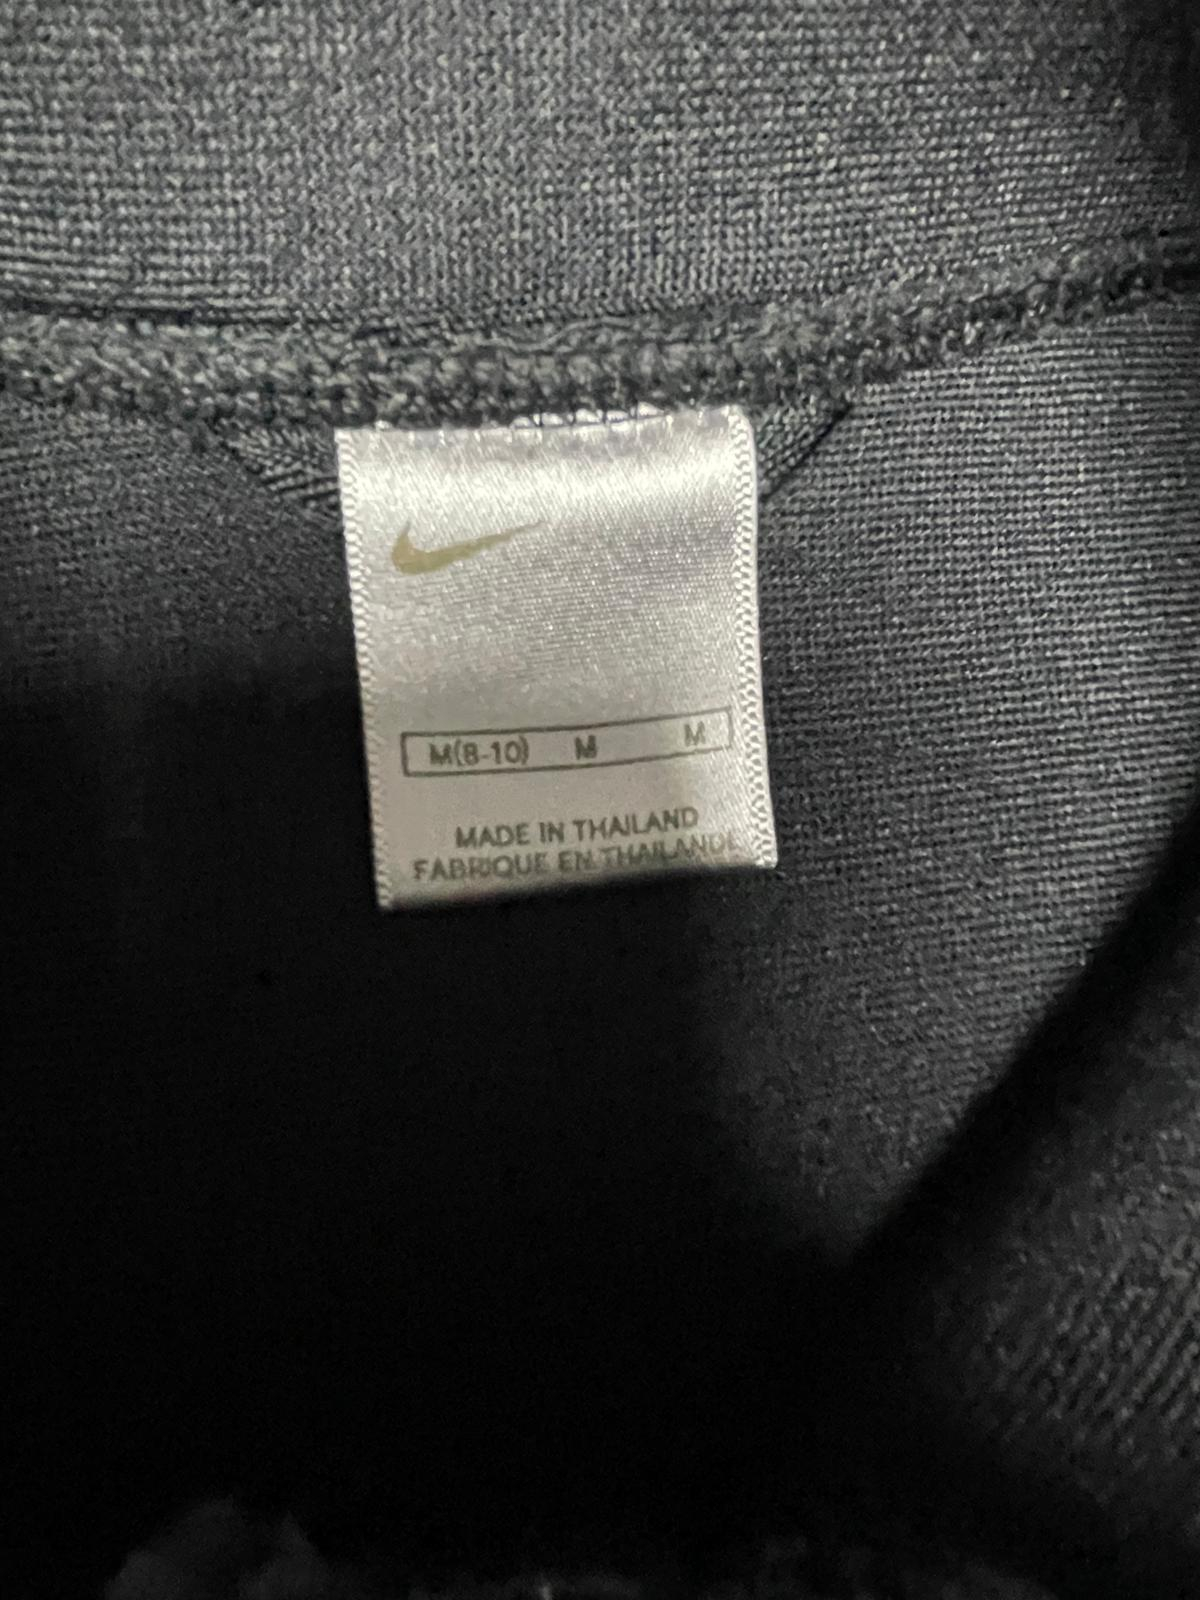 M(8-10) M M
MADE IN THAILAND
FABRIQUE EN THAILANDE